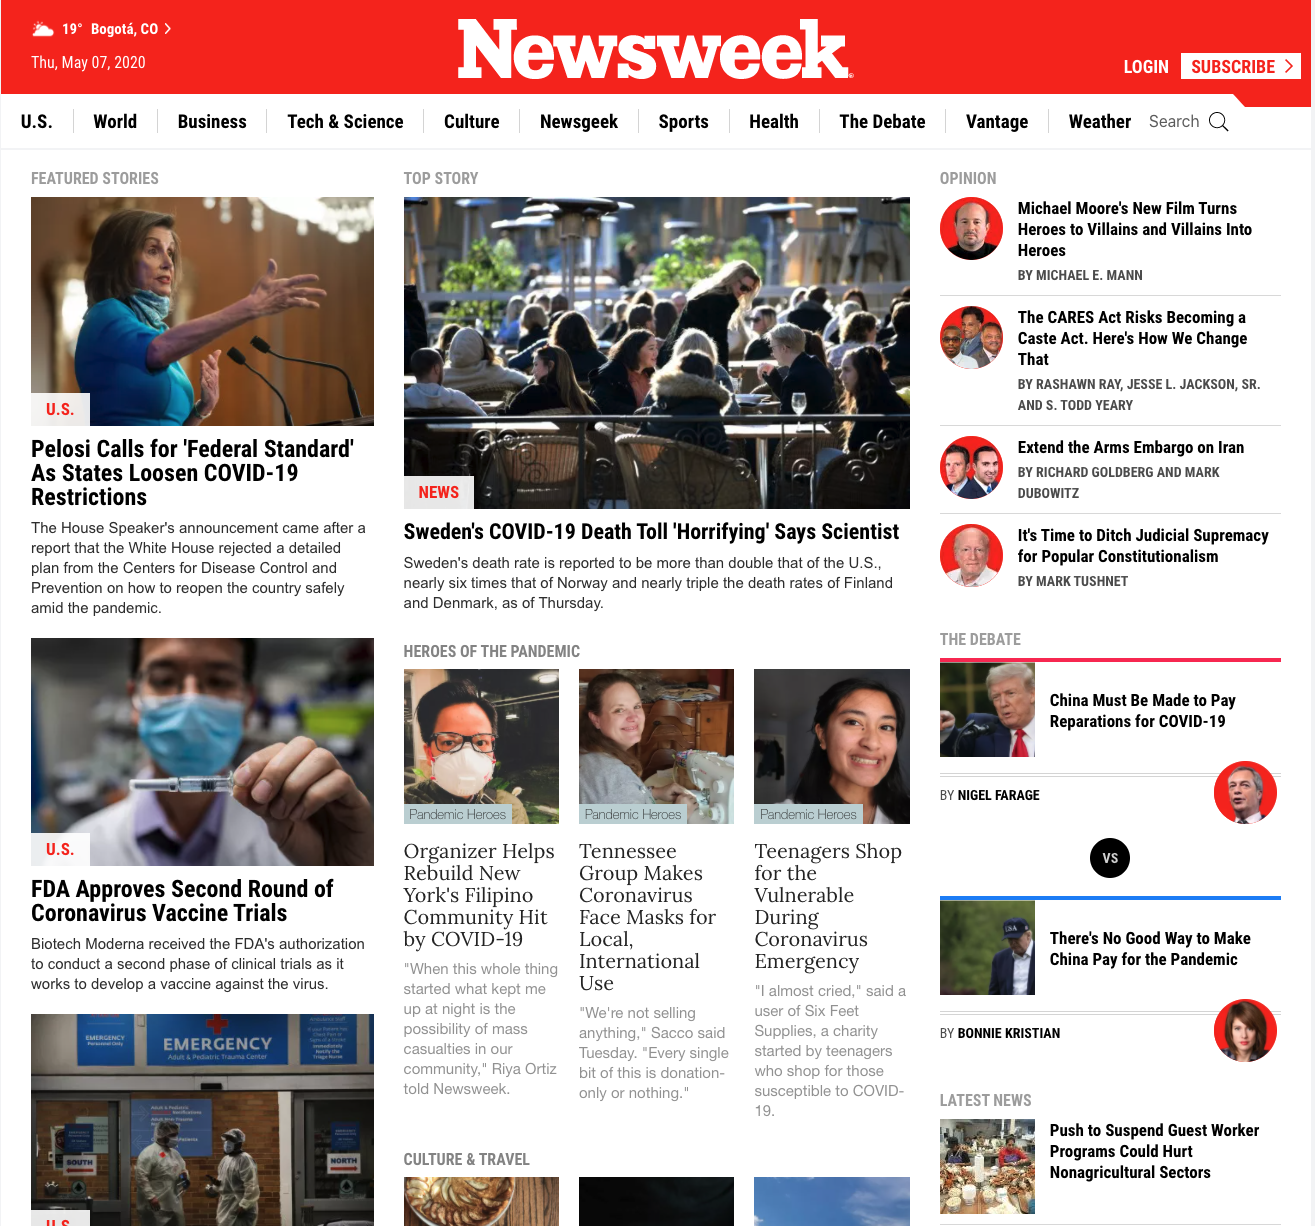 19° Bogotá, CO
Thu, May 07, 2020
Newsweek
LOGIN
SUBSCRIBE
U.S.
World
Business
Tech & Science
Culture
Newsgeek
Sports
Health
The Debate
Vantage
Weather
Search
FEATURED STORIES
U.S.
Pelosi Calls for 'Federal Standard'
As States Loosen COVID-19
Restrictions
The House Speaker's announcement came after a
report that the White House rejected a detailed
plan from the Centers for Disease Control and
Prevention on how to reopen the country safely
amid the pandemic.
U.S.
FDA Approves Second Round of
Coronavirus Vaccine Trials
Biotech Moderna received the FDA's authorization
to conduct a second phase of clinical trials as it
works to develop a vaccine against the virus.
EMERGENCY
EMERGENCY
Adult & Pediatric Trauma Center
SOUTH
NORTH
U.S.
TOP STORY
NEWS
Sweden's COVID-19 Death Toll 'Horrifying' Says Scientist
Sweden's death rate is reported to be more than double that of the U.S.,
nearly six times that of Norway and nearly triple the death rates of Finland
and Denmark, as of Thursday.
HEROES OF THE PANDEMIC
Pandemic Heroes
Organizer Helps
Rebuild New
York's Filipino
Community Hit
by COVID-19
"When this whole thing
started what kept me
up at night is the
possibility of mass
casualties in our
community," Riya Ortiz
told Newsweek.
Pandemic Heroes
Tennessee
Group Makes
Coronavirus
Face Masks for
Local,
International
Use
"We're not selling
anything," Sacco said
Tuesday. "Every single
bit of this is donation-
only or nothing."
Pandemic Heroes
Teenagers Shop
for the
Vulnerable
During
Coronavirus
Emergency
"I almost cried," said a
user of Six Feet
Supplies, a charity
started by teenagers
who shop for those
susceptible to COVID-
19.
CULTURE & TRAVEL
OPINION
Michael Moore's New Film Turns
Heroes to Villains and Villains Into
Heroes
BY MICHAEL E. MANN
The CARES Act Risks Becoming a
Caste Act. Here's How We Change
That
BY RASHAWN RAY, JESSE L. JACKSON, SR.
AND S. TODD YEARY
Extend the Arms Embargo on Iran
BY RICHARD GOLDBERG AND MARK
DUBOWITZ
It's Time to Ditch Judicial Supremacy
for Popular Constitutionalism
BY MARK TUSHNET
THE DEBATE
China Must Be Made to Pay
Reparations for COVID-19
BY NIGEL FARAGE
VS
USA
There's No Good Way to Make
China Pay for the Pandemic
BY BONNIE KRISTIAN
LATEST NEWS
Push to Suspend Guest Worker
Programs Could Hurt
Nonagricultural Sectors